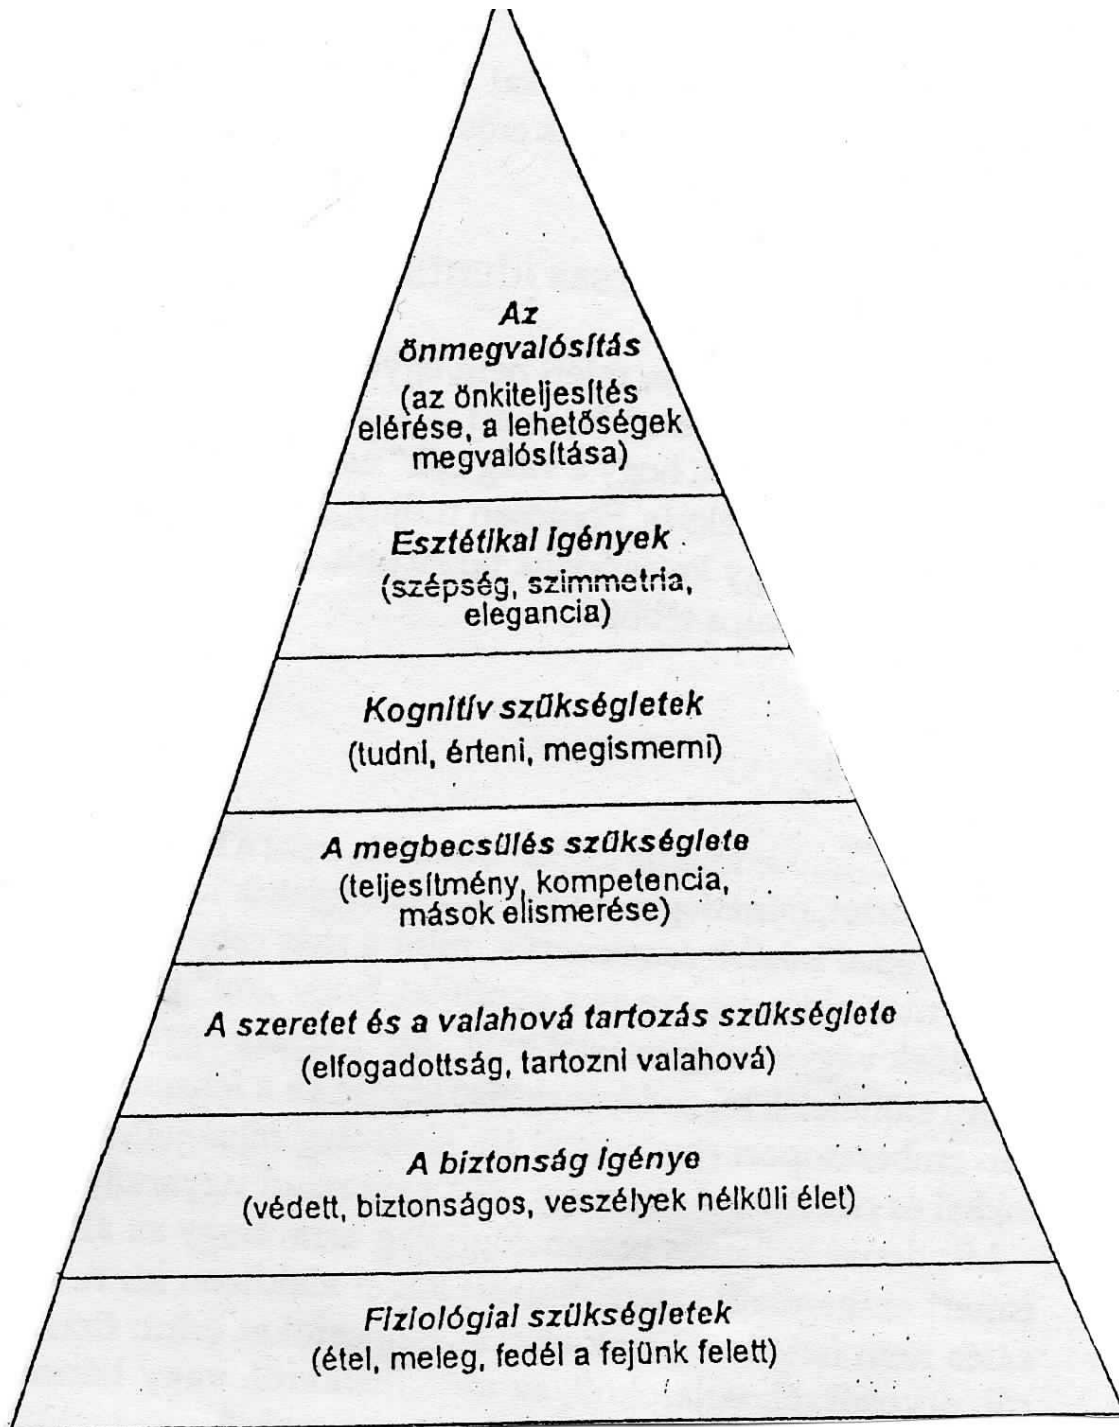 Az
önmegvalósítás
(az önkiteljesítés
elérése, a lehetőségek
megvalósítása)
Esztétikai igények
(szépség, szimmetria,
elegancia)
Kognitív szükségletek
(tudni, érteni, megismerni)
A megbecsülés szükséglete
(teljesítmény, kompetencia,
mások elismerése)
A szeretet és a valahová tartozás szükséglete
(elfogadottság, tartozni valahová)
A biztonság igénye
(védett, biztonságos, veszélyek nélküli élet)
Fiziológiai szükségletek
(étel, meleg, fedél a fejünk felett)